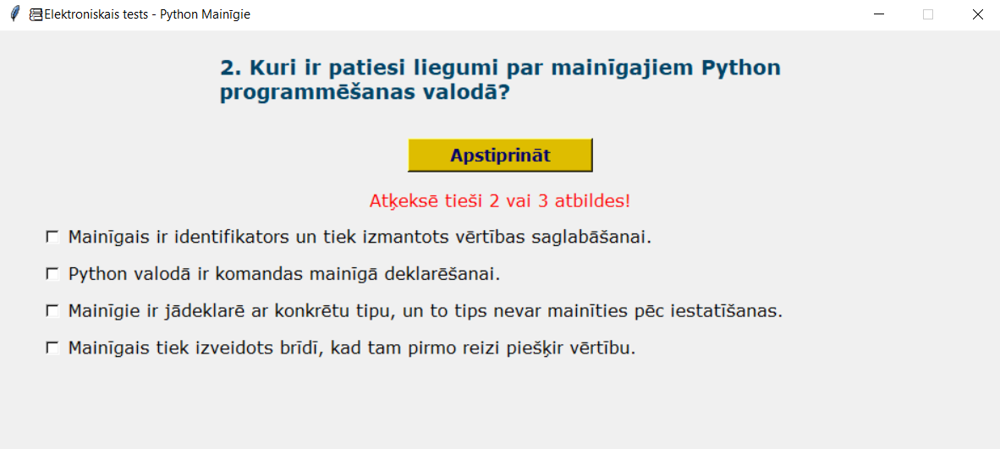 Elektroniskais tests - Python Mainīgie
2. Kuri ir patiesi liegumi par mainīgajiem Python
programmēšanas valodā?
Apstiprināt
Atķeksē tieši 2 vai 3 atbildes!
Mainīgais ir identifikators un tiek izmantots vērtības saglabāšanai.
Python valodā ir komandas mainīgā deklarēšanai.
Mainīgie ir jādeklarē ar konkrētu tipu, un to tips nevar mainīties pēc iestatīšanas.
Mainīgais tiek izveidots brīdī, kad tam pirmo reizi piešķir vērtību.